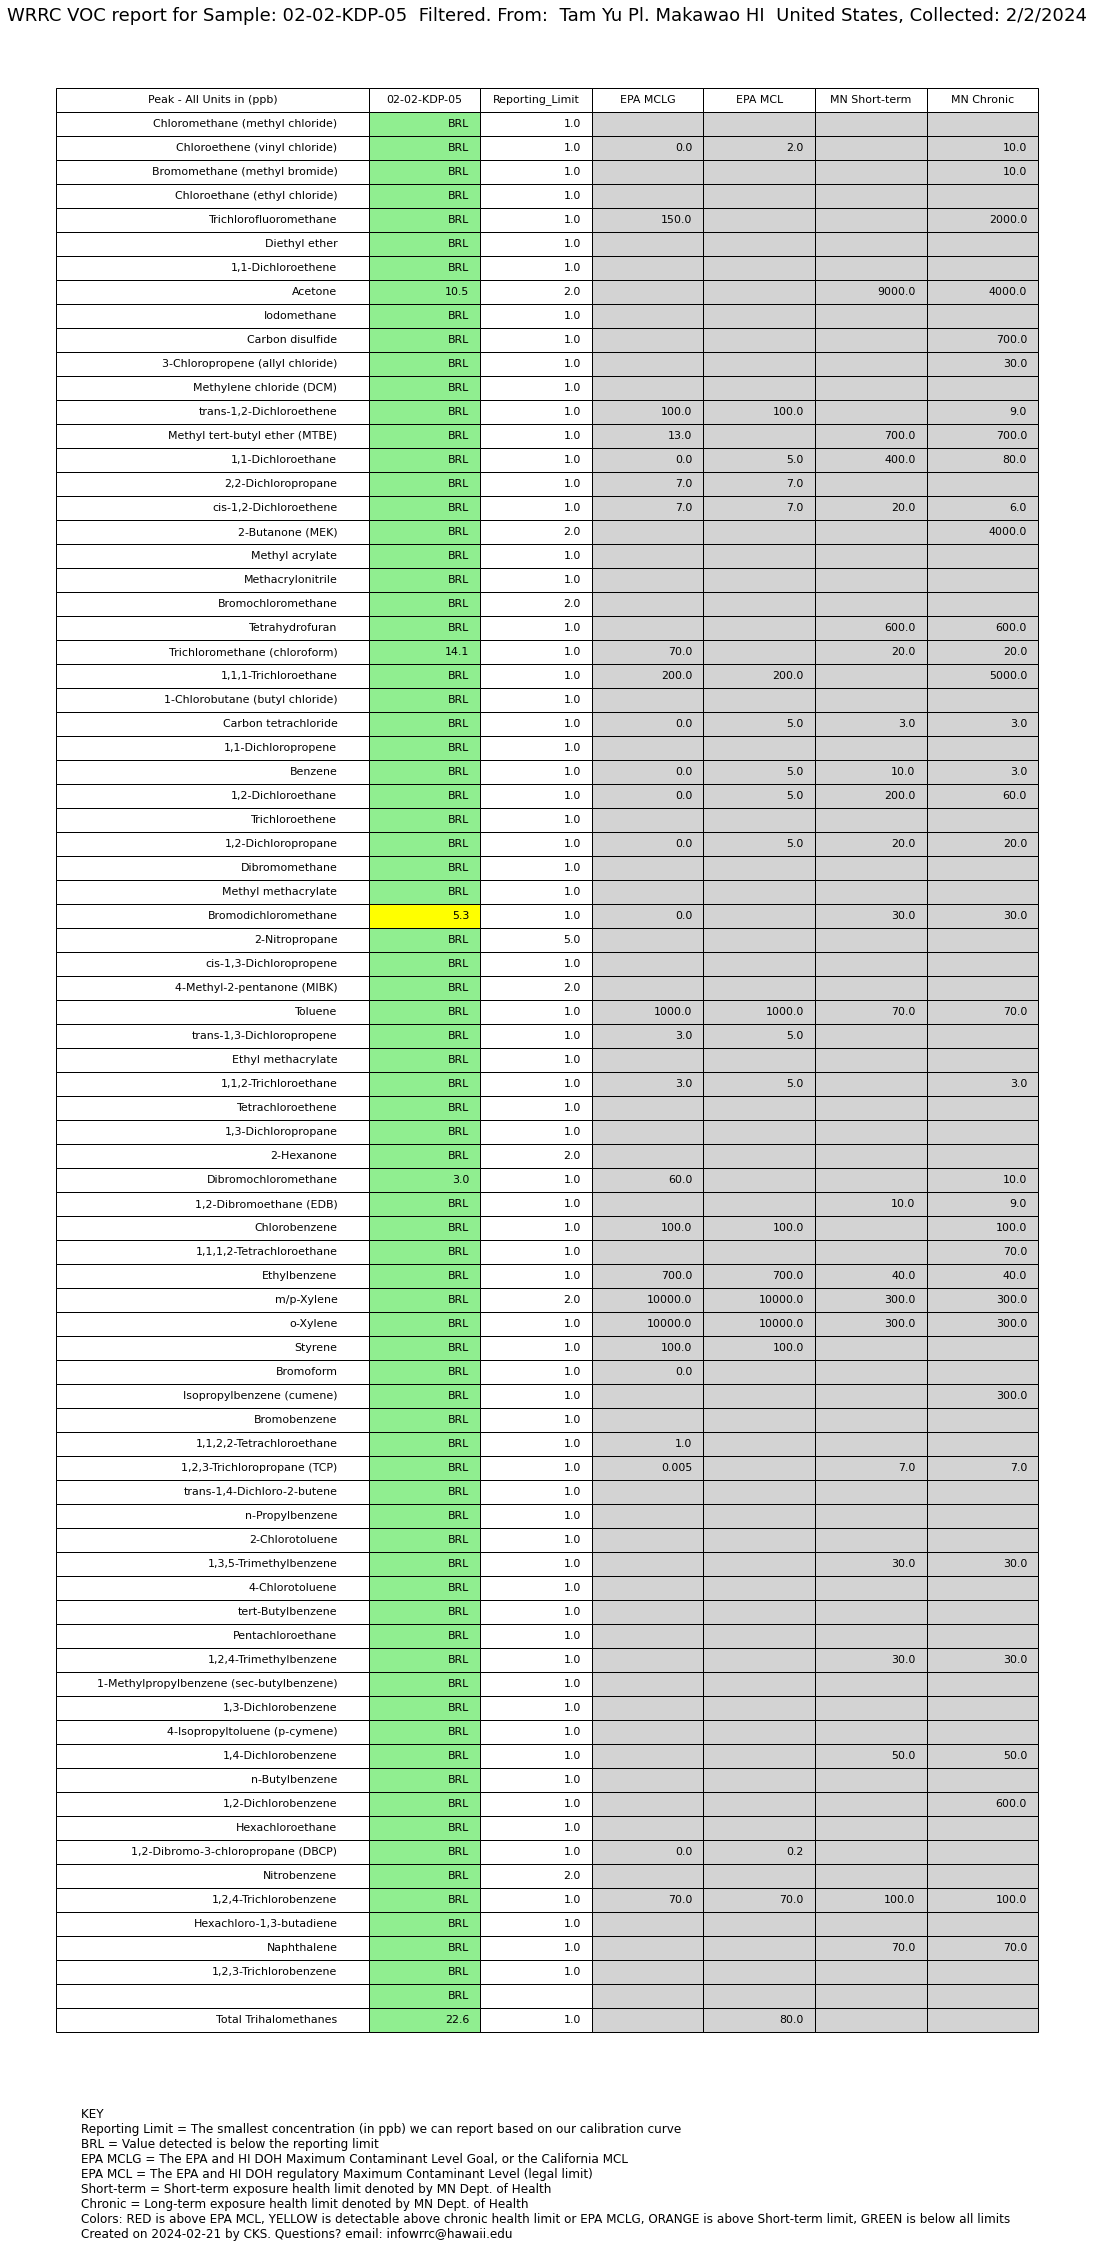 WRRC VOC report for Sample: 02-02-KDP-05  Filtered. From:  Tam Yu Pl. Makawao HI  United States, Collected: 2/2/2024
Peak - All Units in (ppb) 02-02-KDP-05 Reporting_Limit EPA MCLG EPA MCL MN Short-term MN Chronic
Chloromethane (methyl chloride) BRL 1.0
Chloroethene (vinyl chloride) BRL 1.0 0.0 2.0 10.0
Bromomethane (methyl bromide) BRL 1.0 10.0
Chloroethane (ethyl chloride) BRL 1.0
Trichlorofluoromethane BRL 1.0 150.0 2000.0
Diethyl ether BRL 1.0
1,1-Dichloroethene BRL 1.0
Acetone 10.5 2.0 9000.0 4000.0
Iodomethane BRL 1.0
Carbon disulfide BRL 1.0 700.0
3-Chloropropene (allyl chloride) BRL 1.0 30.0
Methylene chloride (DCM) BRL 1.0
trans-1,2-Dichloroethene BRL 1.0 100.0 100.0 9.0
Methyl tert-butyl ether (MTBE) BRL 1.0 13.0 700.0 700.0
1,1-Dichloroethane BRL 1.0 0.0 5.0 400.0 80.0
2,2-Dichloropropane BRL 1.0 7.0 7.0
cis-1,2-Dichloroethene BRL 1.0 7.0 7.0 20.0 6.0
2-Butanone (MEK) BRL 2.0 4000.0
Methyl acrylate BRL 1.0
Methacrylonitrile BRL 1.0
Bromochloromethane BRL 2.0
Tetrahydrofuran BRL 1.0 600.0 600.0
Trichloromethane (chloroform) 14.1 1.0 70.0 20.0 20.0
1,1,1-Trichloroethane BRL 1.0 200.0 200.0 5000.0
1-Chlorobutane (butyl chloride) BRL 1.0
Carbon tetrachloride BRL 1.0 0.0 5.0 3.0 3.0
1,1-Dichloropropene BRL 1.0
Benzene BRL 1.0 0.0 5.0 10.0 3.0
1,2-Dichloroethane BRL 1.0 0.0 5.0 200.0 60.0
Trichloroethene BRL 1.0
1,2-Dichloropropane BRL 1.0 0.0 5.0 20.0 20.0
Dibromomethane BRL 1.0
Methyl methacrylate BRL 1.0
Bromodichloromethane 5.3 1.0 0.0 30.0 30.0
2-Nitropropane BRL 5.0
cis-1,3-Dichloropropene BRL 1.0
4-Methyl-2-pentanone (MIBK) BRL 2.0
Toluene BRL 1.0 1000.0 1000.0 70.0 70.0
trans-1,3-Dichloropropene BRL 1.0 3.0 5.0
Ethyl methacrylate BRL 1.0
1,1,2-Trichloroethane BRL 1.0 3.0 5.0 3.0
Tetrachloroethene BRL 1.0
1,3-Dichloropropane BRL 1.0
2-Hexanone BRL 2.0
Dibromochloromethane 3.0 1.0 60.0 10.0
1,2-Dibromoethane (EDB) BRL 1.0 10.0 9.0
Chlorobenzene BRL 1.0 100.0 100.0 100.0
1,1,1,2-Tetrachloroethane BRL 1.0 70.0
Ethylbenzene BRL 1.0 700.0 700.0 40.0 40.0
m/p-Xylene BRL 2.0 10000.0 10000.0 300.0 300.0
o-Xylene BRL 1.0 10000.0 10000.0 300.0 300.0
Styrene BRL 1.0 100.0 100.0
Bromoform BRL 1.0 0.0
Isopropylbenzene (cumene) BRL 1.0 300.0
Bromobenzene BRL 1.0
1,1,2,2-Tetrachloroethane BRL 1.0 1.0
1,2,3-Trichloropropane (TCP) BRL 1.0 0.005 7.0 7.0
trans-1,4-Dichloro-2-butene BRL 1.0
n-Propylbenzene BRL 1.0
2-Chlorotoluene BRL 1.0
1,3,5-Trimethylbenzene BRL 1.0 30.0 30.0
4-Chlorotoluene BRL 1.0
tert-Butylbenzene BRL 1.0
Pentachloroethane BRL 1.0
1,2,4-Trimethylbenzene BRL 1.0 30.0 30.0
1-Methylpropylbenzene (sec-butylbenzene) BRL 1.0
1,3-Dichlorobenzene BRL 1.0
4-Isopropyltoluene (p-cymene) BRL 1.0
1,4-Dichlorobenzene BRL 1.0 50.0 50.0
n-Butylbenzene BRL 1.0
1,2-Dichlorobenzene BRL 1.0 600.0
Hexachloroethane BRL 1.0
1,2-Dibromo-3-chloropropane (DBCP) BRL 1.0 0.0 0.2
Nitrobenzene BRL 2.0
1,2,4-Trichlorobenzene BRL 1.0 70.0 70.0 100.0 100.0
Hexachloro-1,3-butadiene BRL 1.0
Naphthalene BRL 1.0 70.0 70.0
1,2,3-Trichlorobenzene BRL 1.0
BRL
Total Trihalomethanes 22.6 1.0 80.0
KEY
Reporting Limit = The smallest concentration (in ppb) we can report based on our calibration curve
BRL = Value detected is below the reporting limit
EPA MCLG = The EPA and HI DOH Maximum Contaminant Level Goal, or the California MCL
EPA MCL = The EPA and HI DOH regulatory Maximum Contaminant Level (legal limit)
Short-term = Short-term exposure health limit denoted by MN Dept. of Health
Chronic = Long-term exposure health limit denoted by MN Dept. of Health
Colors: RED is above EPA MCL, YELLOW is detectable above chronic health limit or EPA MCLG, ORANGE is above Short-term limit, GREEN is below all limits
Created on 2024-02-21 by CKS. Questions? email: infowrrc@hawaii.edu